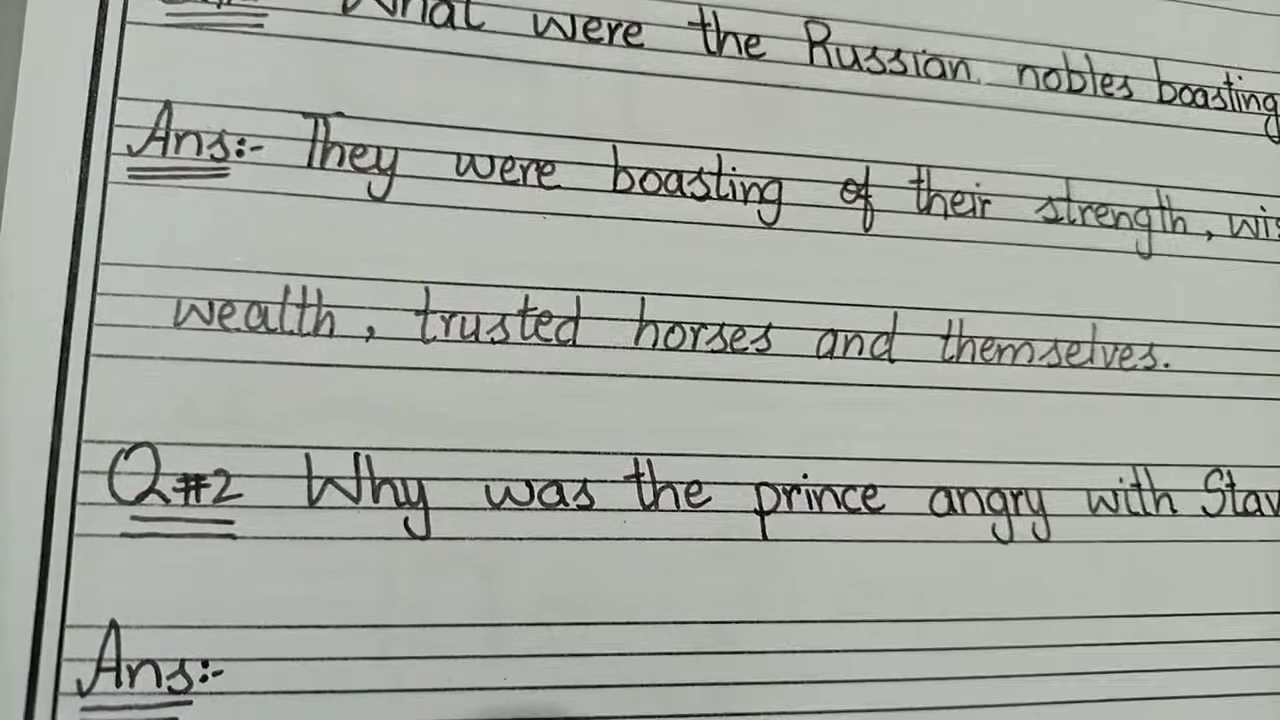 What were the Russian nobles boasting
Ans:- They were boasting of their strength,
wealth, trusted horses and themselves.
Q#2 Why was the prince angry with Stav
Ans:-